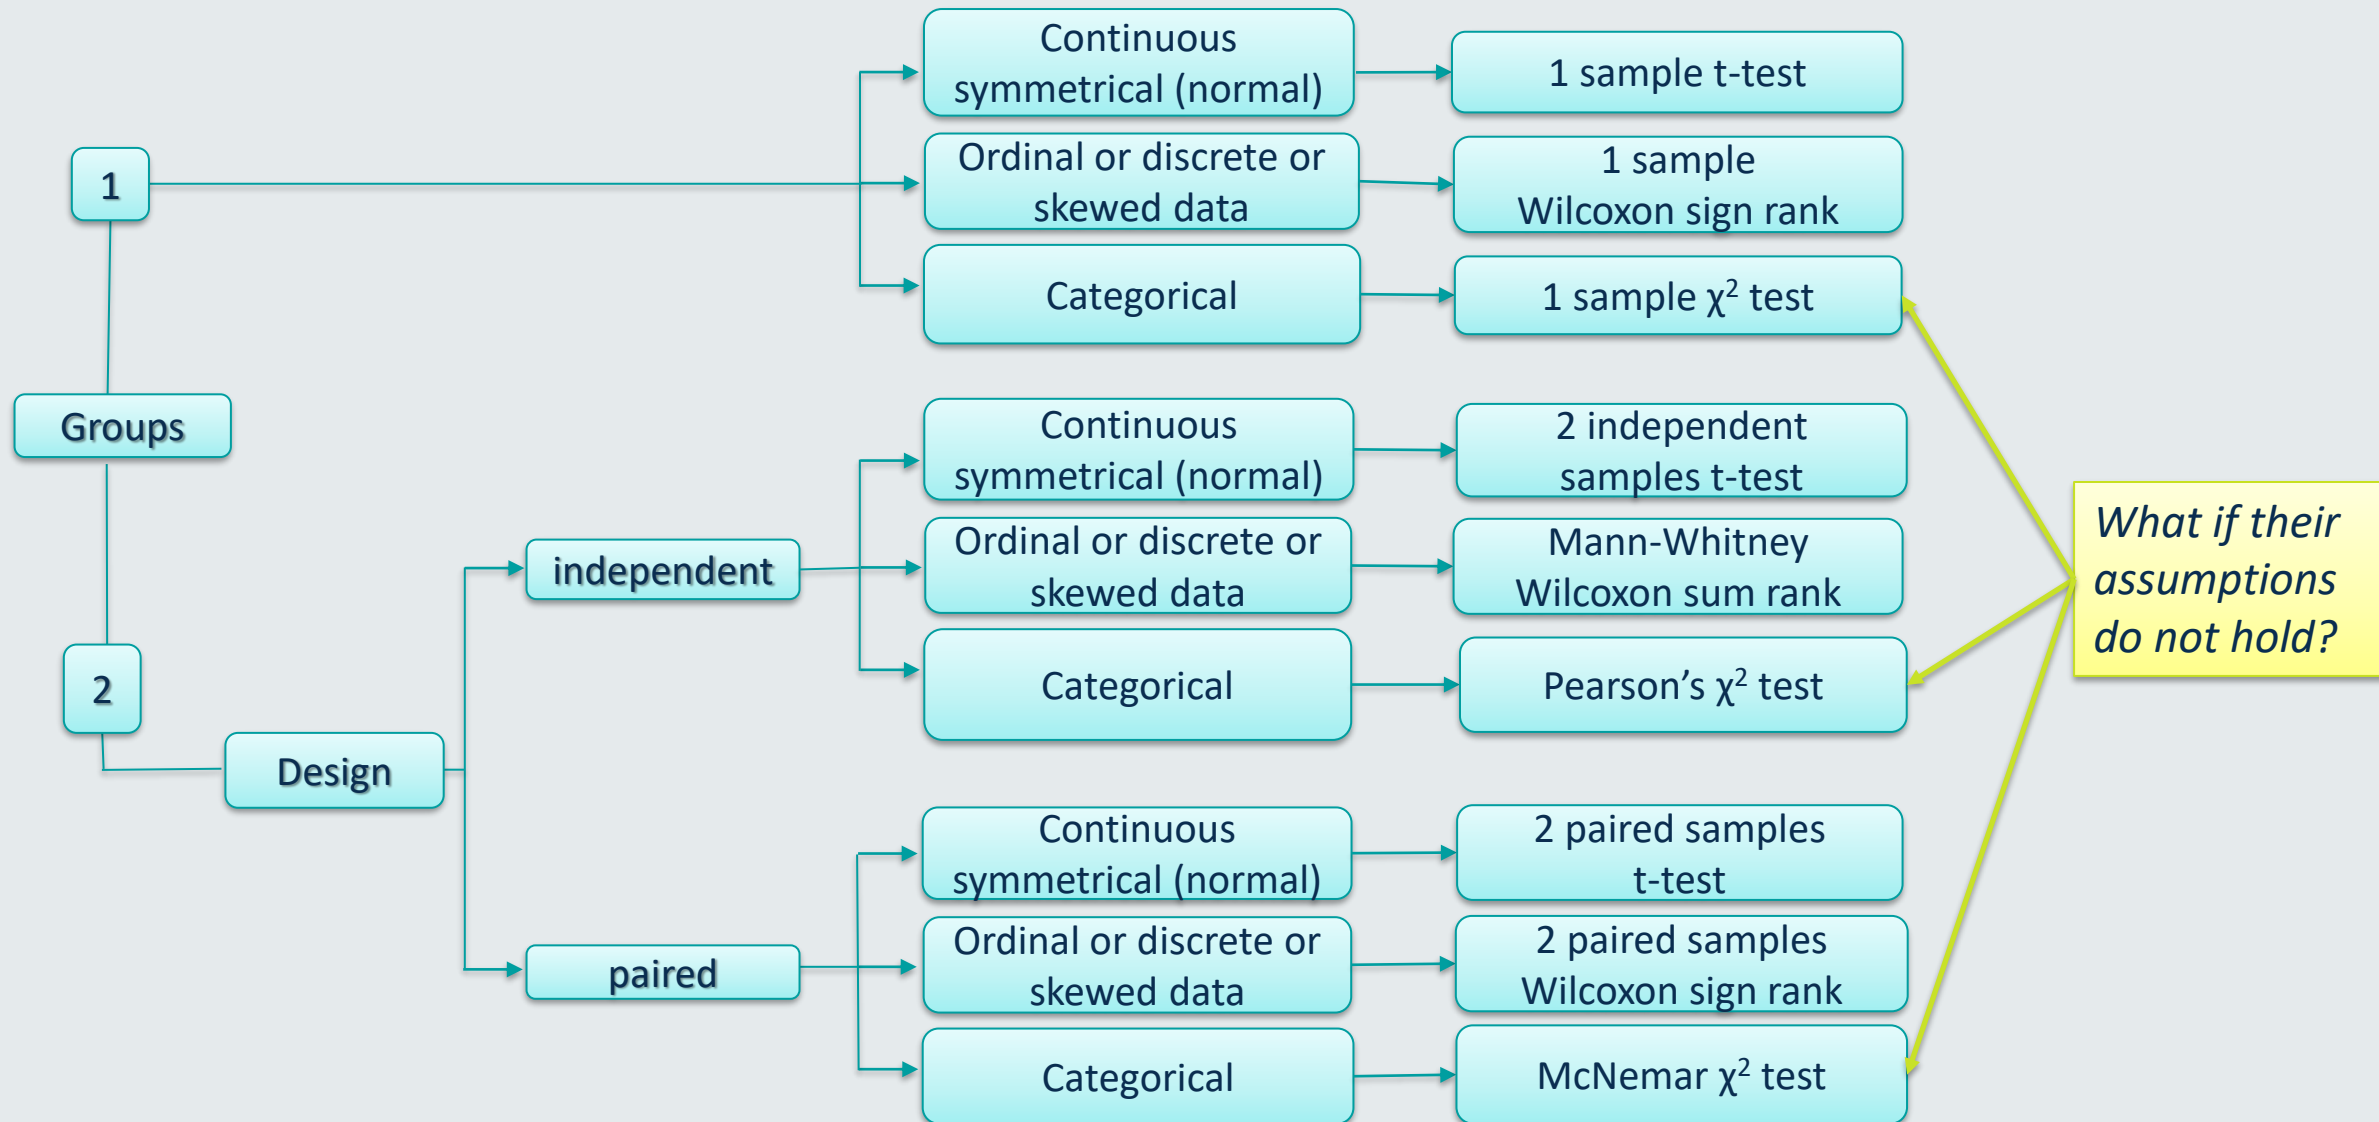 Groups
1
Continuous
symmetrical (normal)
1 sample t-test
Ordinal or discrete or
skewed data
1 sample
Wilcoxon sign rank
Categorical
1 sample χ² test
2
Design
independent
Continuous
symmetrical (normal)
2 independent
samples t-test
Ordinal or discrete or
skewed data
Mann-Whitney
Wilcoxon sum rank
Categorical
Pearson’s χ² test
paired
Continuous
symmetrical (normal)
2 paired samples
t-test
Ordinal or discrete or
skewed data
2 paired samples
Wilcoxon sign rank
Categorical
McNemar χ² test
What if their
assumptions
do not hold?